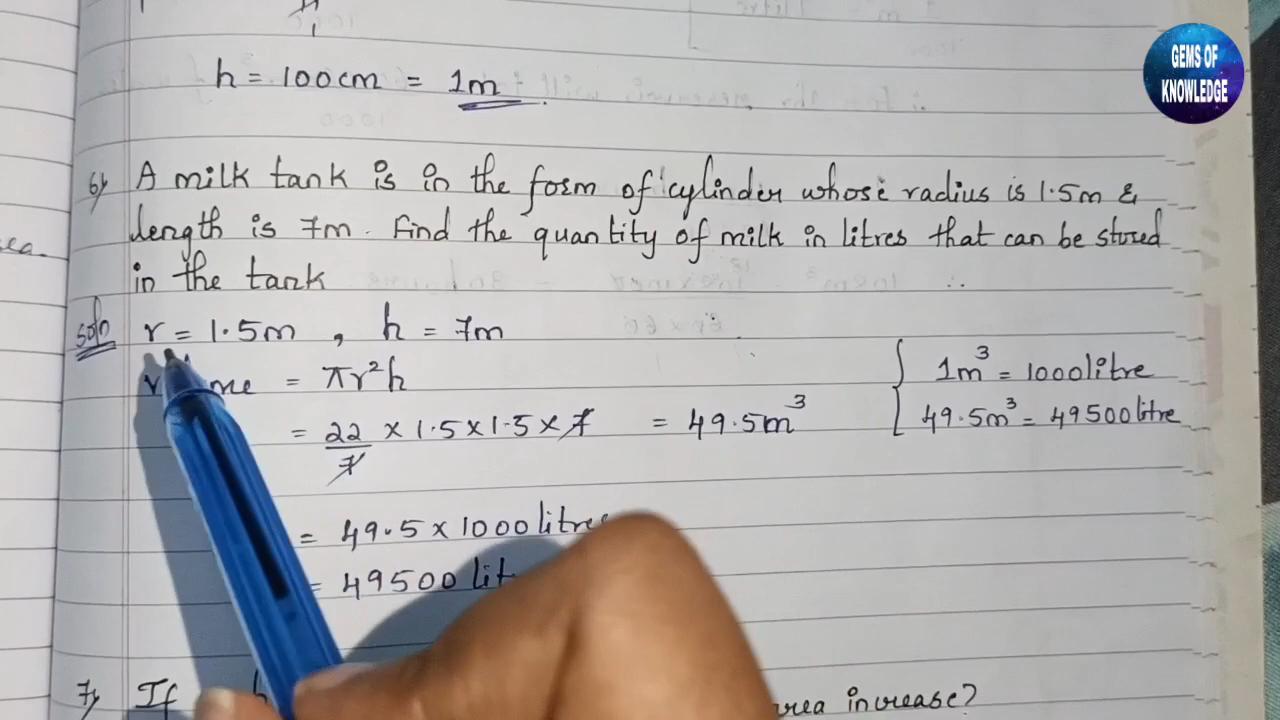 h = 100cm = 1m
GEMS OF
KNOWLEDGE
6) A milk tank is in the form of cylinder whose radius is 1.5m &
length is 7m. Find the quantity of milk in litres that can be stored
in the tank
Soln r = 1.5m , h = 7m
= πr²h
= 22/7 × 1.5 × 1.5 × 7 = 49.5m³
{ 1m³ = 1000litre
49.5m³ = 49500litre
= 49.5 × 1000 litres
= 49500
7) If
area increase?